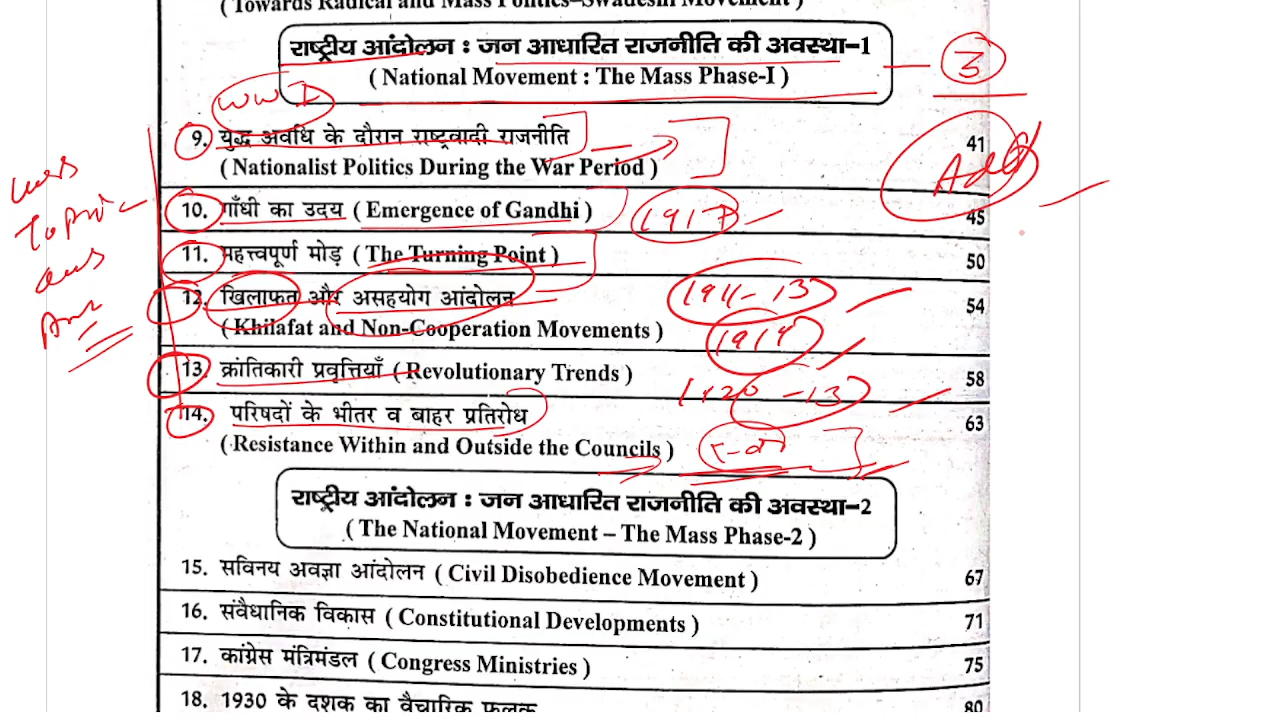 (Towards Radical and Mass Politics–Swadeshi Movement)
राष्ट्रीय आंदोलन : जन आधारित राजनीति की अवस्था–1
( National Movement : The Mass Phase-I )
3
WW I
9. युद्ध अवधि के दौरान राष्ट्रवादी राजनीति
( Nationalist Politics During the War Period )
41
10. गाँधी का उदय ( Emergence of Gandhi )
1917
45
11. महत्त्वपूर्ण मोड़ ( The Turning Point )
50
12. खिलाफत और असहयोग आंदोलन
( Khilafat and Non-Cooperation Movements )
1911-13
1919
54
13. क्रांतिकारी प्रवृत्तियाँ ( Revolutionary Trends )
58
14. परिषदों के भीतर व बाहर प्रतिरोध
( Resistance Within and Outside the Councils )
63
राष्ट्रीय आंदोलन : जन आधारित राजनीति की अवस्था–2
( The National Movement – The Mass Phase-2 )
15. सविनय अवज्ञा आंदोलन ( Civil Disobedience Movement )
67
16. संवैधानिक विकास ( Constitutional Developments )
71
17. कांग्रेस मंत्रिमंडल ( Congress Ministries )
75
18. 1930 के दशक का वैचारिक फलक
80